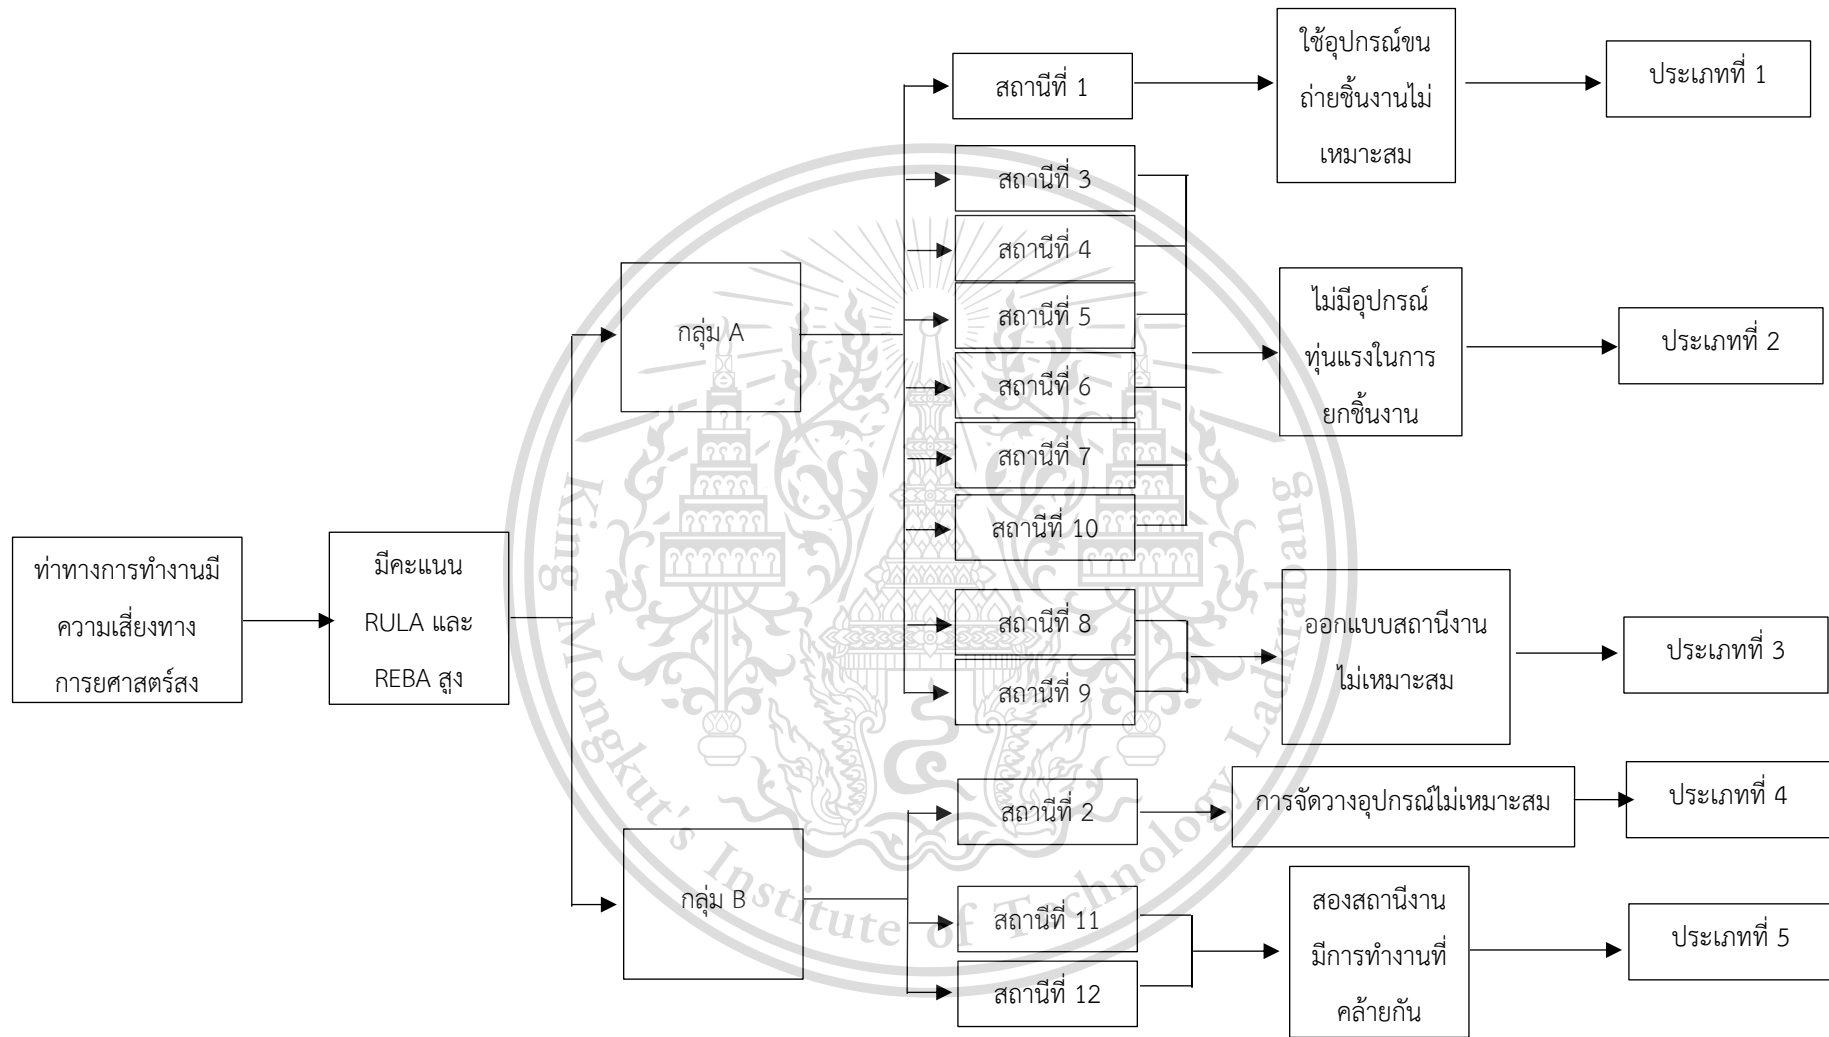 ท่าทางการทำงานมี
ความเสี่ยงทาง
การยศาสตร์สง
มีคะแนน
RULA และ
REBA สูง
กลุ่ม A
กลุ่ม B
สถานีที่ 1
สถานีที่ 3
สถานีที่ 4
สถานีที่ 5
สถานีที่ 6
สถานีที่ 7
สถานีที่ 10
สถานีที่ 8
สถานีที่ 9
สถานีที่ 2
สถานีที่ 11
สถานีที่ 12
ใช้อุปกรณ์ขน
ถ่ายชิ้นงานไม่
เหมาะสม
ไม่มีอุปกรณ์
ทุ่นแรงในการ
ยกชิ้นงาน
ออกแบบสถานีงาน
ไม่เหมาะสม
การจัดวางอุปกรณ์ไม่เหมาะสม
สองสถานีงาน
มีการทำงานที่
คล้ายกัน
ประเภทที่ 1
ประเภทที่ 2
ประเภทที่ 3
ประเภทที่ 4
ประเภทที่ 5
King Mongkut's Institute of Technology Ladkrabang